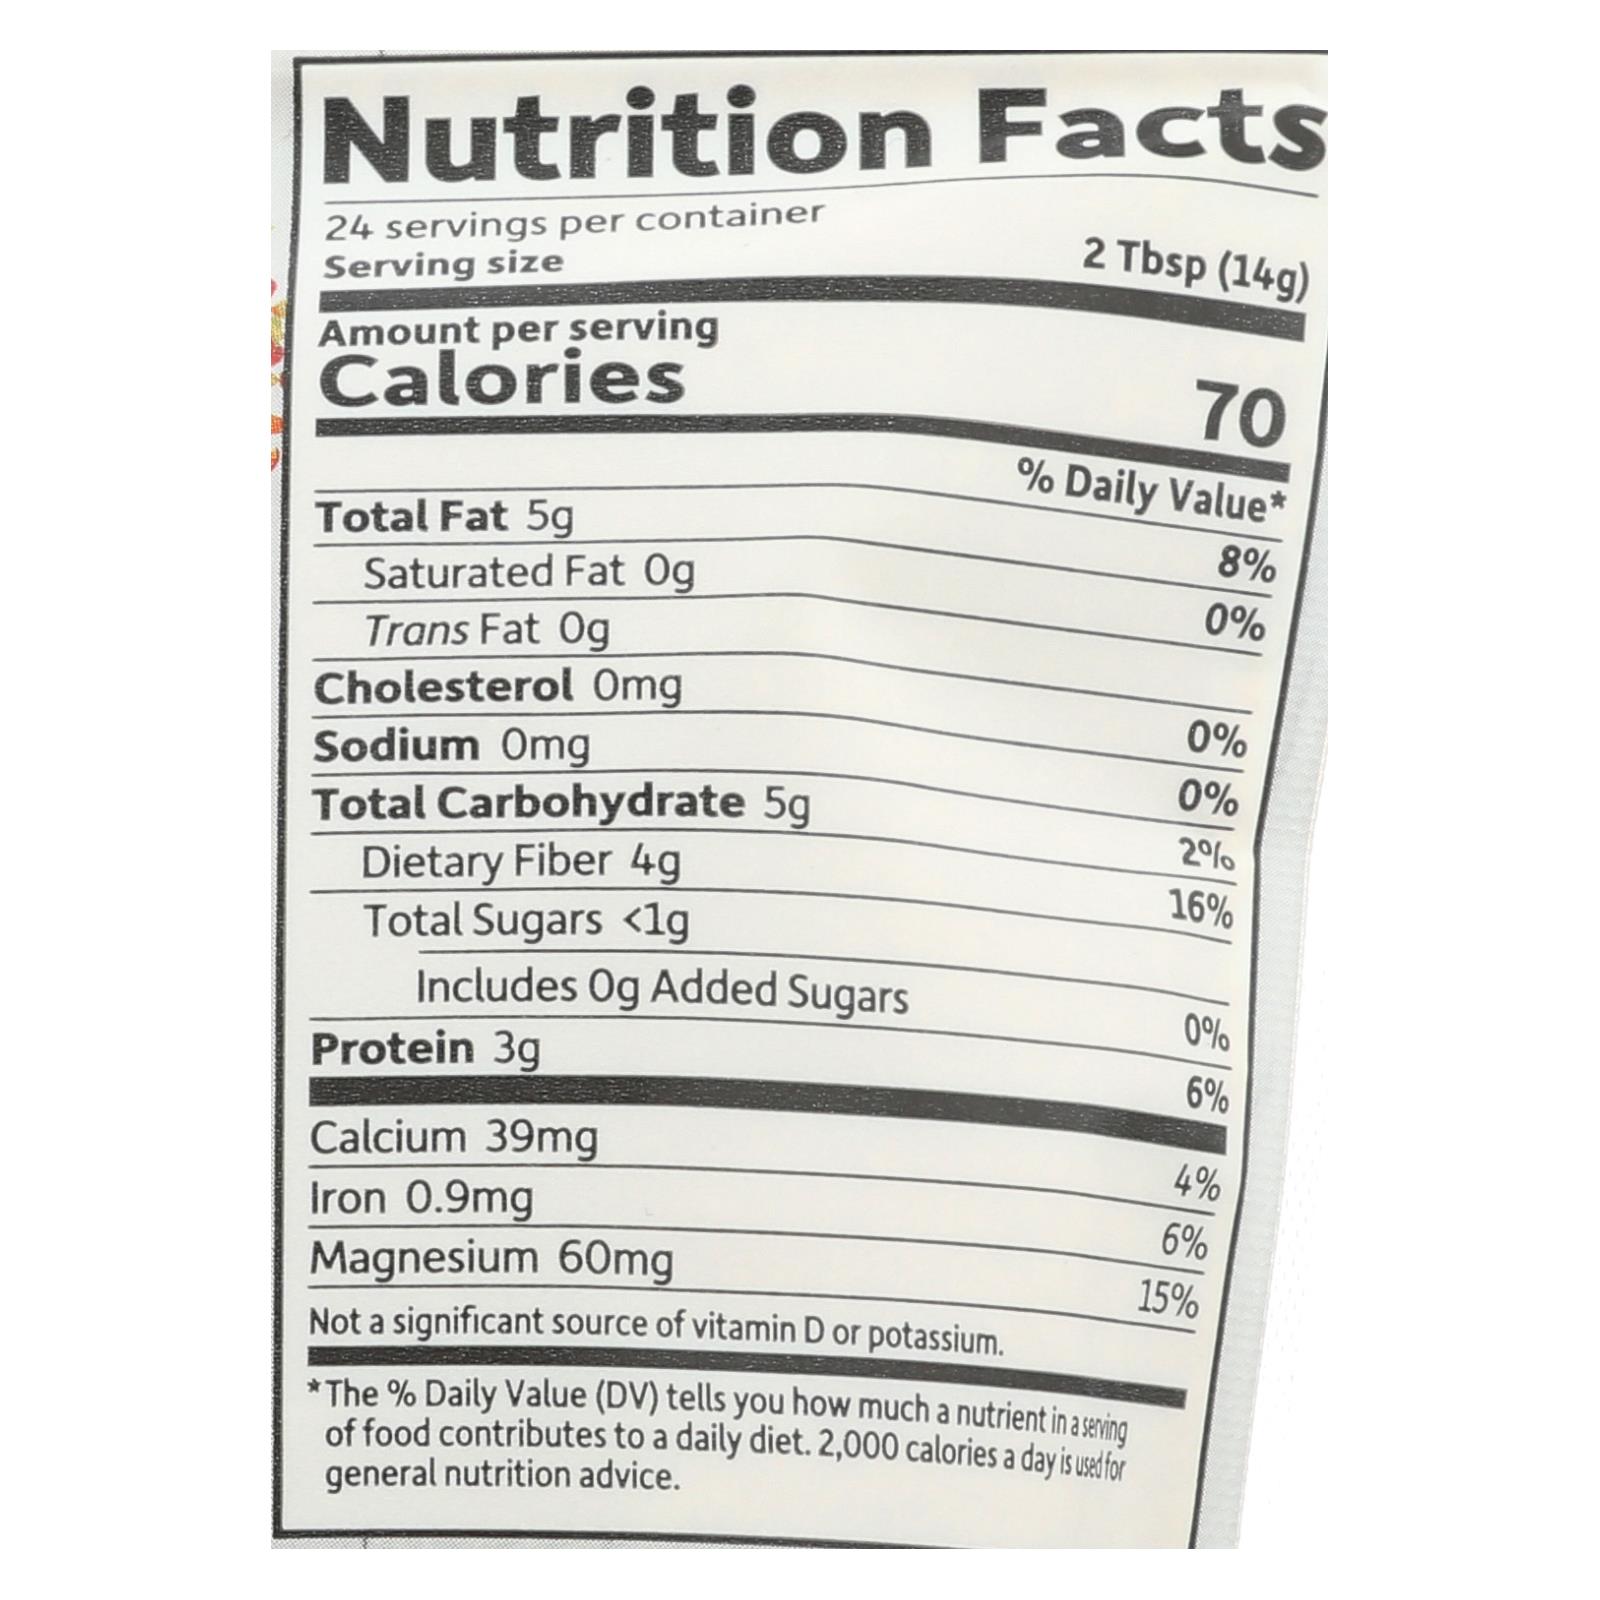 Nutrition Facts
24 servings per container
Serving size 2 Tbsp (14g)
Amount per serving
Calories 70
% Daily Value*
Total Fat 5g 8%
Saturated Fat 0g 0%
Trans Fat 0g
Cholesterol 0mg 0%
Sodium 0mg 0%
Total Carbohydrate 5g 2%
Dietary Fiber 4g 16%
Total Sugars <1g
Includes 0g Added Sugars 0%
Protein 3g 6%
Calcium 39mg 4%
Iron 0.9mg 6%
Magnesium 60mg 15%
Not a significant source of vitamin D or potassium.
*The % Daily Value (DV) tells you how much a nutrient in a serving
of food contributes to a daily diet. 2,000 calories a day is used for
general nutrition advice.